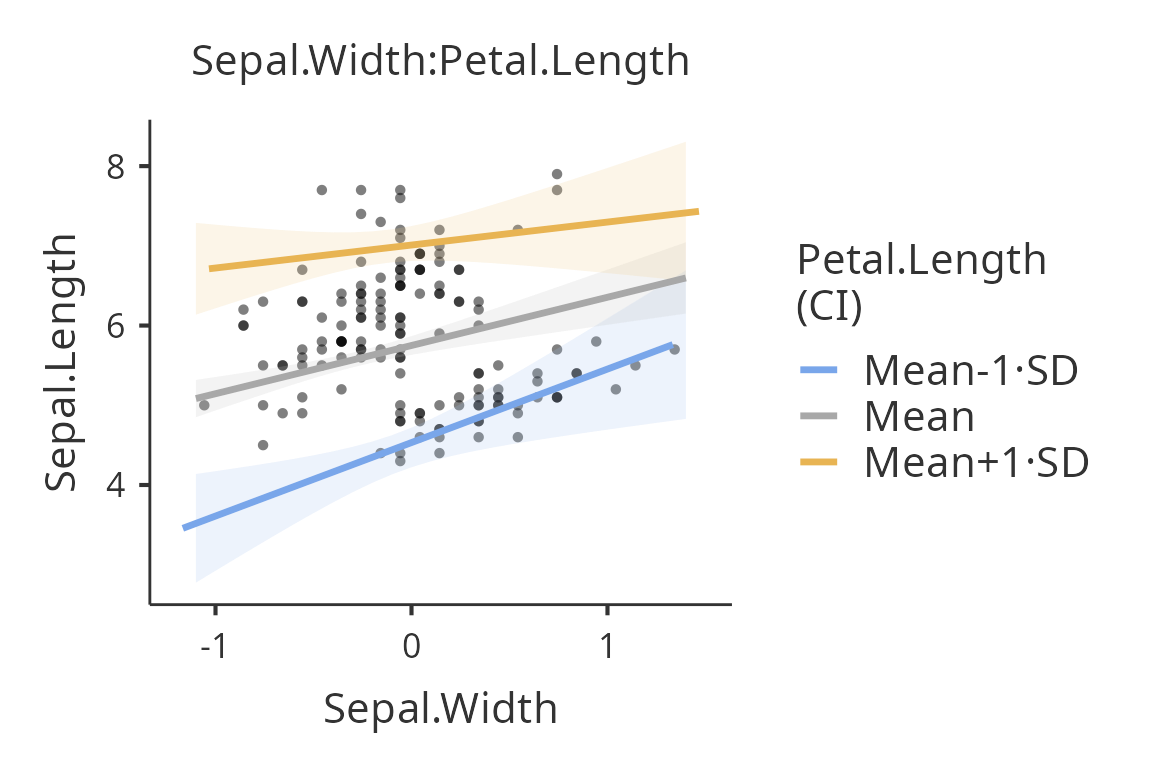 Sepal.Width:Petal.Length
Sepal.Length
8
6
4
-1
0
1
Sepal.Width
Petal.Length
(CI)
Mean-1·SD
Mean
Mean+1·SD